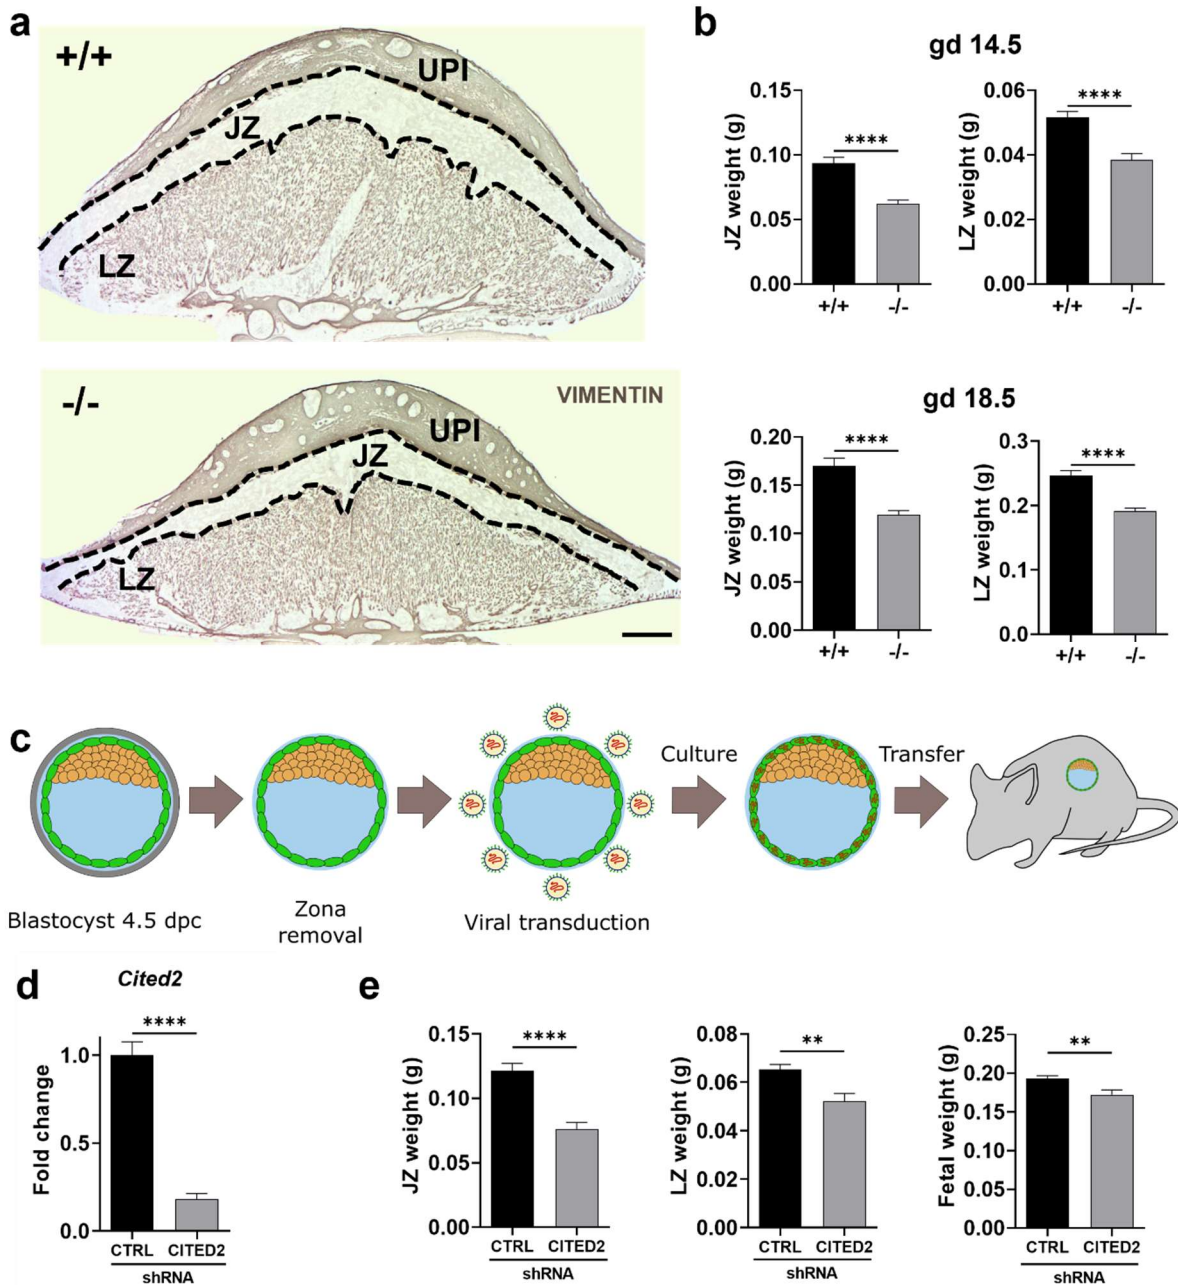 a
+/+
UPI
JZ
LZ
-/-
VIMENTIN
UPI
JZ
LZ
b
gd 14.5
JZ weight (g)
0.15
0.10
0.05
0.00
****
+/+ -/-
LZ weight (g)
0.06
0.04
0.02
0.00
****
+/+ -/-
gd 18.5
JZ weight (g)
0.20
0.15
0.10
0.05
0.00
****
+/+ -/-
LZ weight (g)
0.3
0.2
0.1
0.0
****
+/+ -/-
c
Culture
Transfer
Blastocyst 4.5 dpc
Zona
removal
Viral transduction
d
Cited2
Fold change
1.0
0.5
0.0
****
CTRL CITED2
shRNA
e
JZ weight (g)
0.15
0.10
0.05
0.00
****
CTRL CITED2
shRNA
LZ weight (g)
0.08
0.06
0.04
0.02
0.00
**
CTRL CITED2
shRNA
Fetal weight (g)
0.25
0.20
0.15
0.10
0.05
0.00
**
CTRL CITED2
shRNA